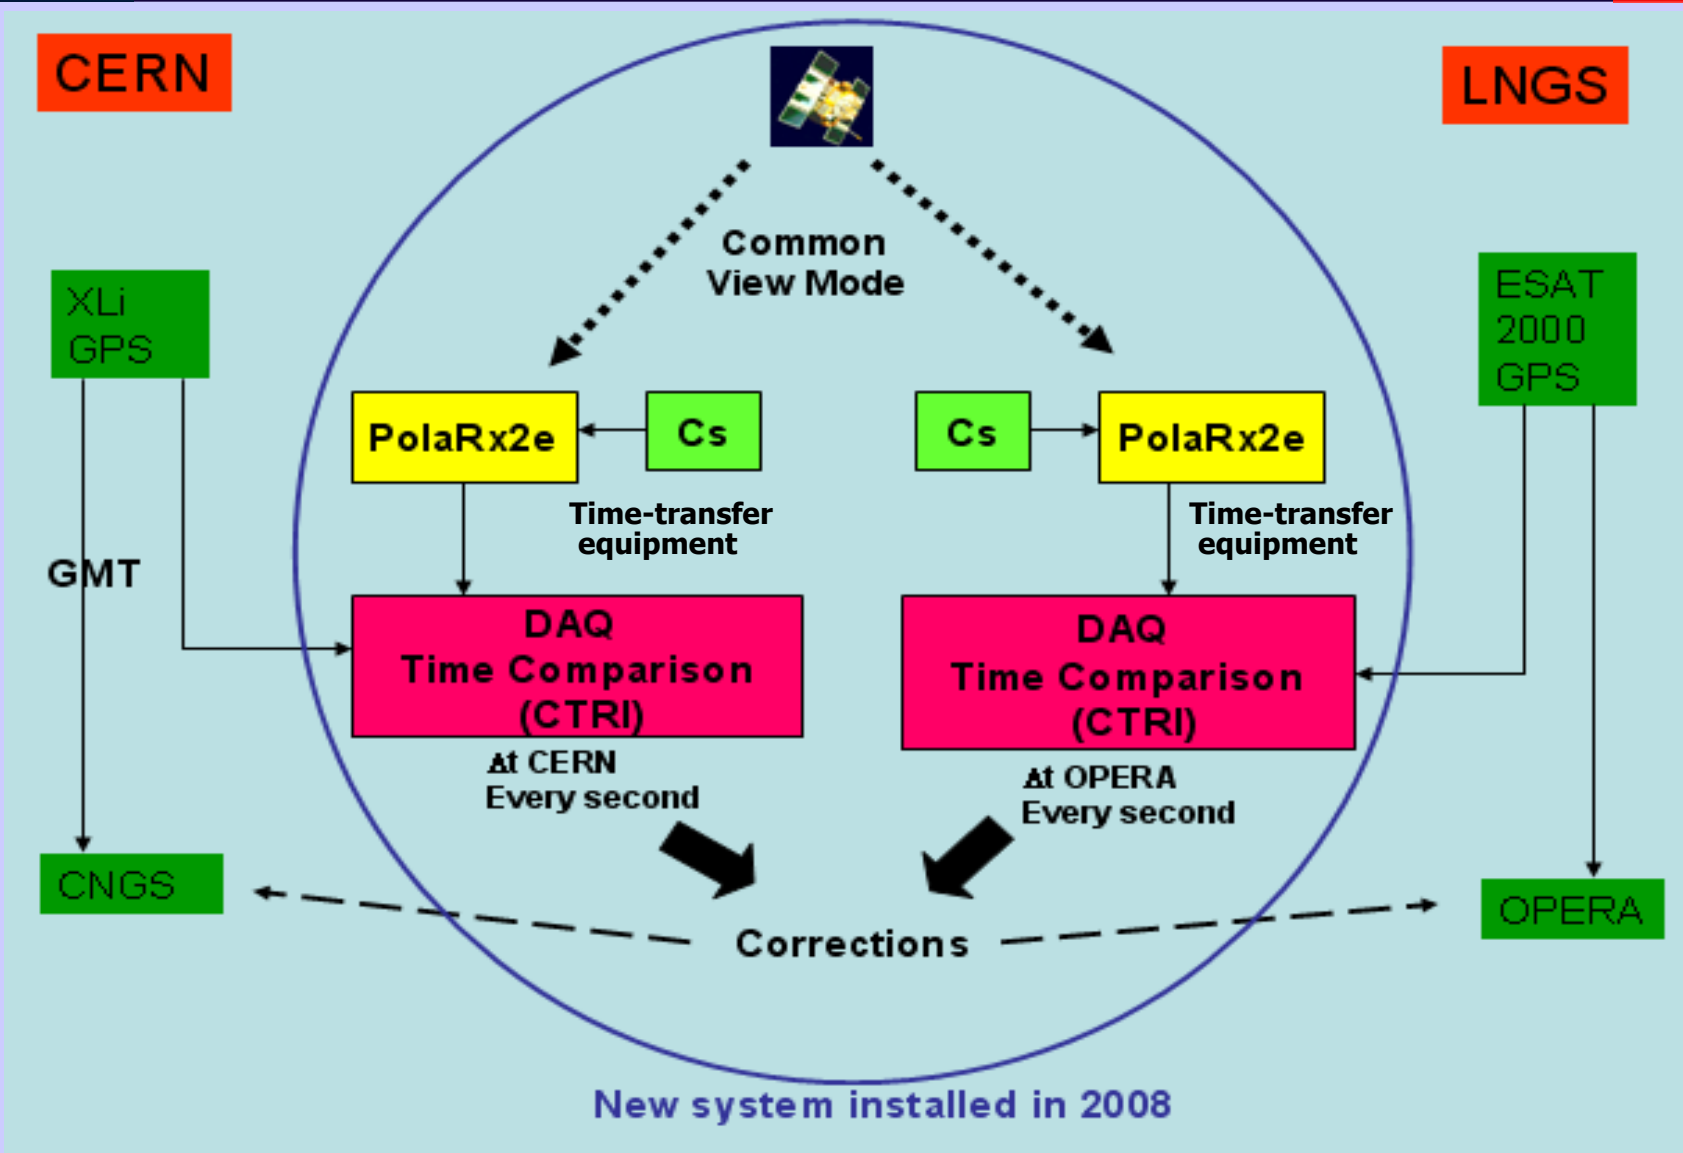 CERN
LNGS
Common
View Mode
XLi
GPS
ESAT
2000
GPS
PolaRx2e
Cs
Cs
PolaRx2e
Time-transfer
equipment
Time-transfer
equipment
GMT
DAQ
Time Comparison
(CTRI)
DAQ
Time Comparison
(CTRI)
Δt CERN
Every second
Δt OPERA
Every second
CNGS
OPERA
Corrections
New system installed in 2008